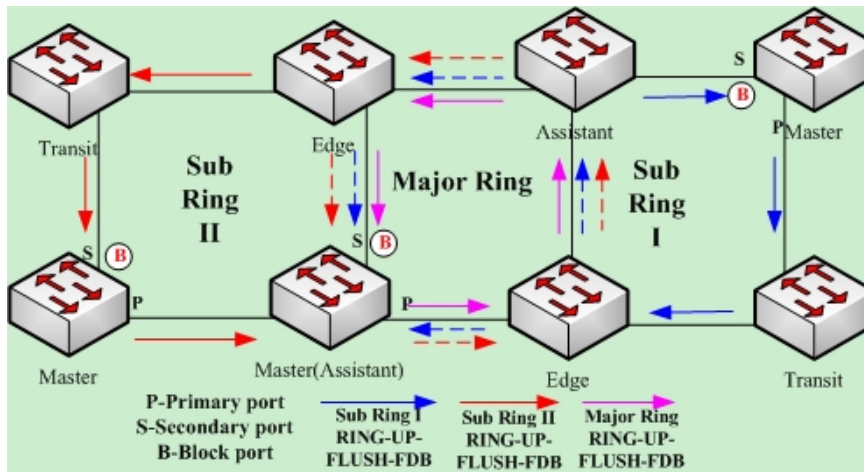 S
B
P
Transit
Edge
Assistant
Master
Sub
Ring
II
Major Ring
Sub
Ring
I
S
B
S
B
P
P
Master
Master(Assistant)
Edge
Transit
P-Primary port
S-Secondary port
B-Block port
Sub Ring I
RING-UP-
FLUSH-FDB
Sub Ring II
RING-UP-
FLUSH-FDB
Major Ring
RING-UP-
FLUSH-FDB